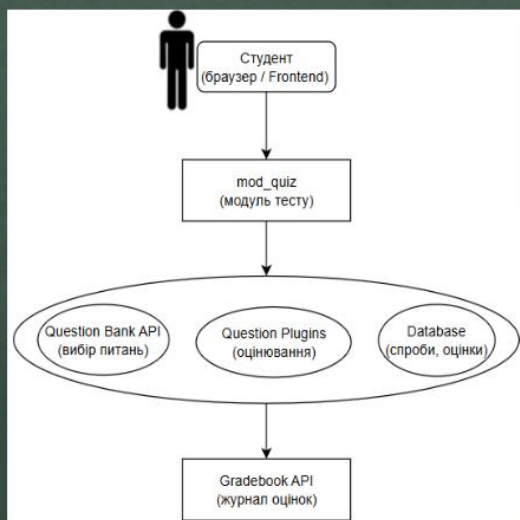 Студент
(браузер / Frontend)
mod_quiz
(модуль тесту)
Question Bank API
(вибір питань)
Question Plugins
(оцінювання)
Database
(спроби, оцінки)
Gradebook API
(журнал оцінок)